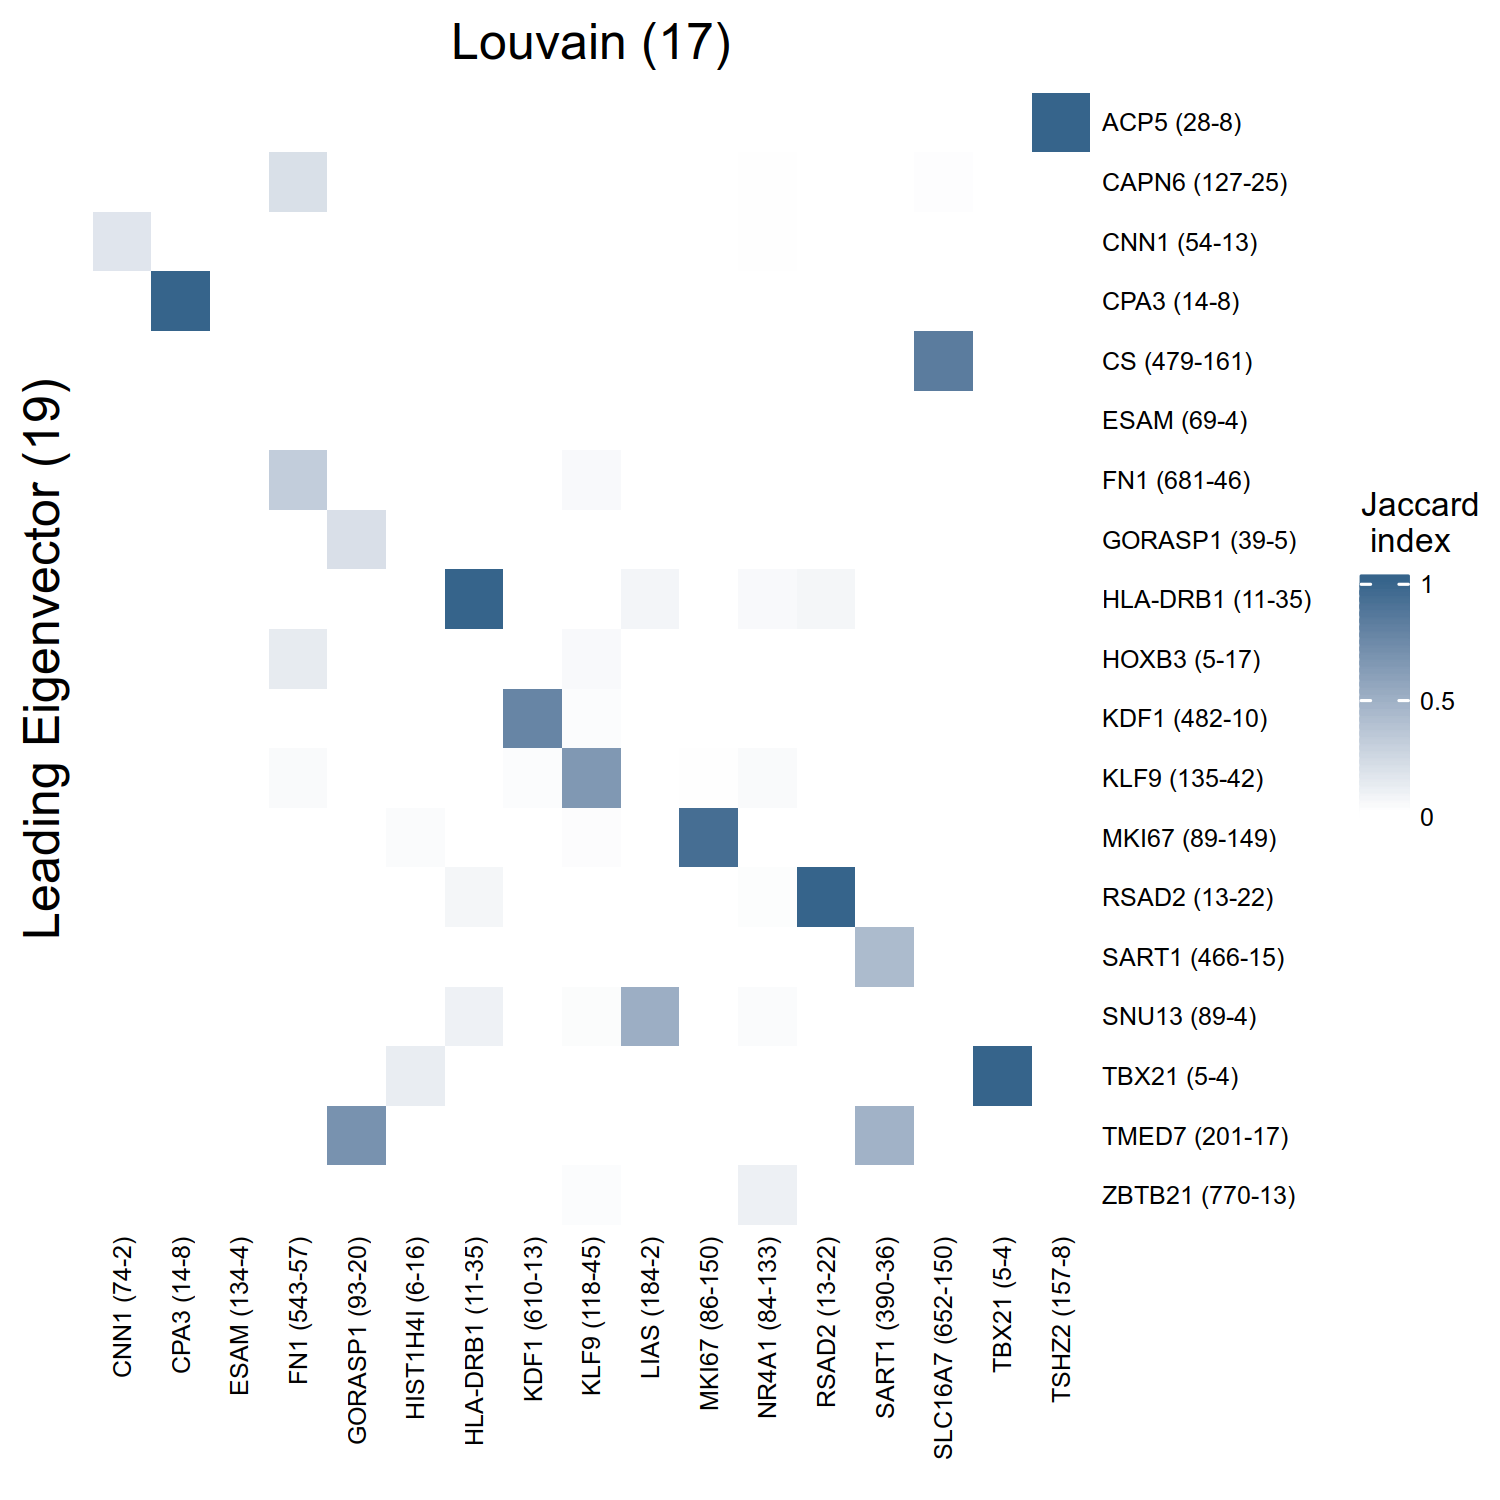 Louvain (17)
Leading Eigenvector (19)
ACP5 (28-8)
CAPN6 (127-25)
CNN1 (54-13)
CPA3 (14-8)
CS (479-161)
ESAM (69-4)
FN1 (681-46)
GORASP1 (39-5)
HLA-DRB1 (11-35)
HOXB3 (5-17)
KDF1 (482-10)
KLF9 (135-42)
MKI67 (89-149)
RSAD2 (13-22)
SART1 (466-15)
SNU13 (89-4)
TBX21 (5-4)
TMED7 (201-17)
ZBTB21 (770-13)
CNN1 (74-2)
CPA3 (14-8)
ESAM (134-4)
FN1 (543-57)
GORASP1 (93-20)
HIST1H4I (6-16)
HLA-DRB1 (11-35)
KDF1 (610-13)
KLF9 (118-45)
LIAS (184-2)
MKI67 (86-150)
NR4A1 (84-133)
RSAD2 (13-22)
SART1 (390-36)
SLC16A7 (652-150)
TBX21 (5-4)
TSHZ2 (157-8)
Jaccard
index
1
0.5
0